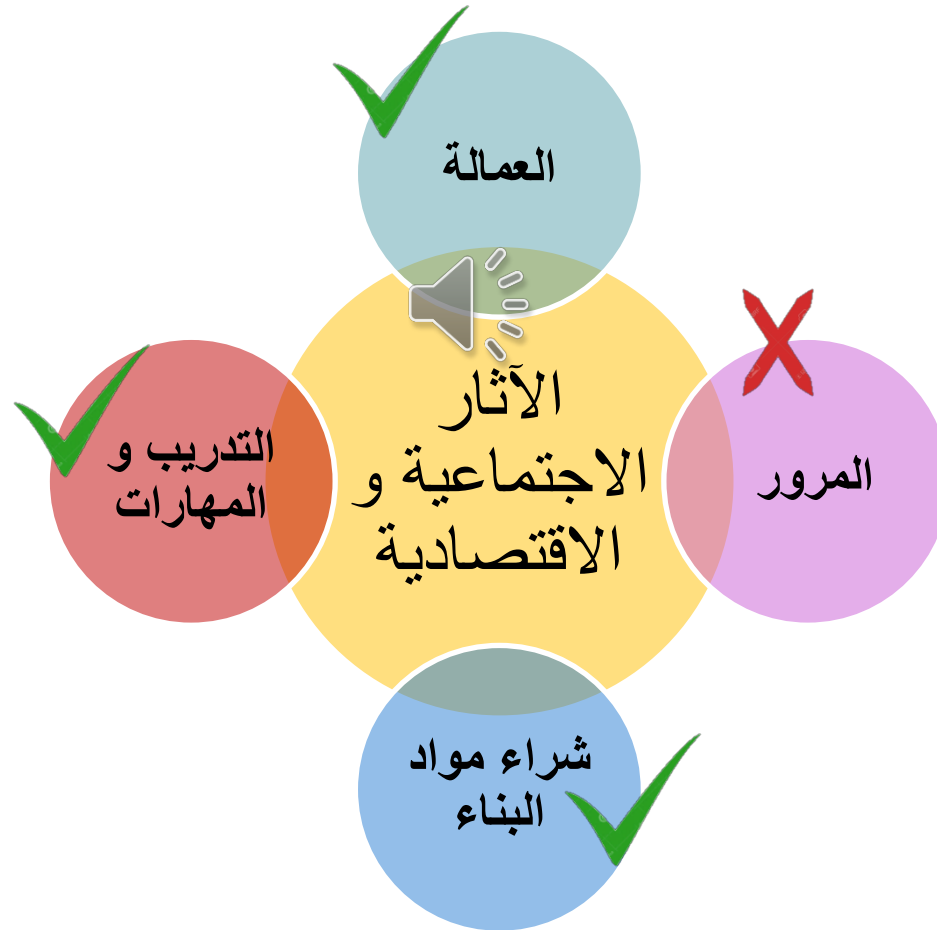 العمالة
الآثار
الاجتماعية و
الاقتصادية
المرور
التدريب و
المهارات
شراء مواد
البناء